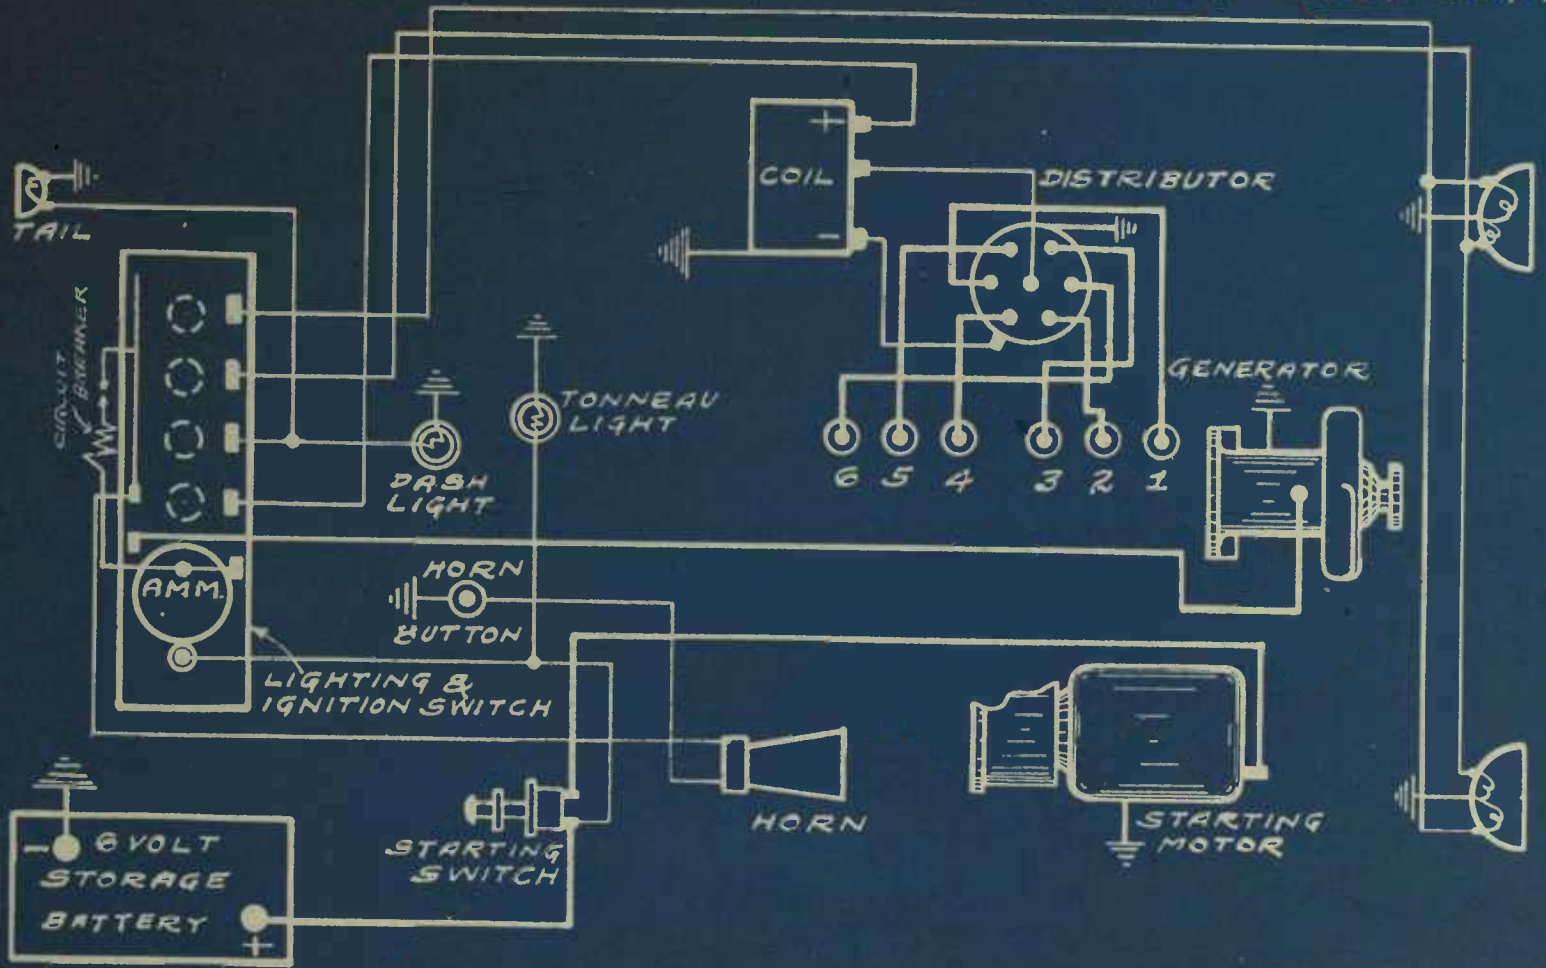 +
COIL
-
DISTRIBUTOR
TAIL
CIRCUIT
BREAKER
GENERATOR
TONNEAU
LIGHT
DASH
LIGHT
6 5 4 3 2 1
HORN
BUTTON
AMM.
LIGHTING &
IGNITION SWITCH
HORN
STARTING
SWITCH
STARTING
MOTOR
- 6 VOLT
STORAGE
BATTERY
+